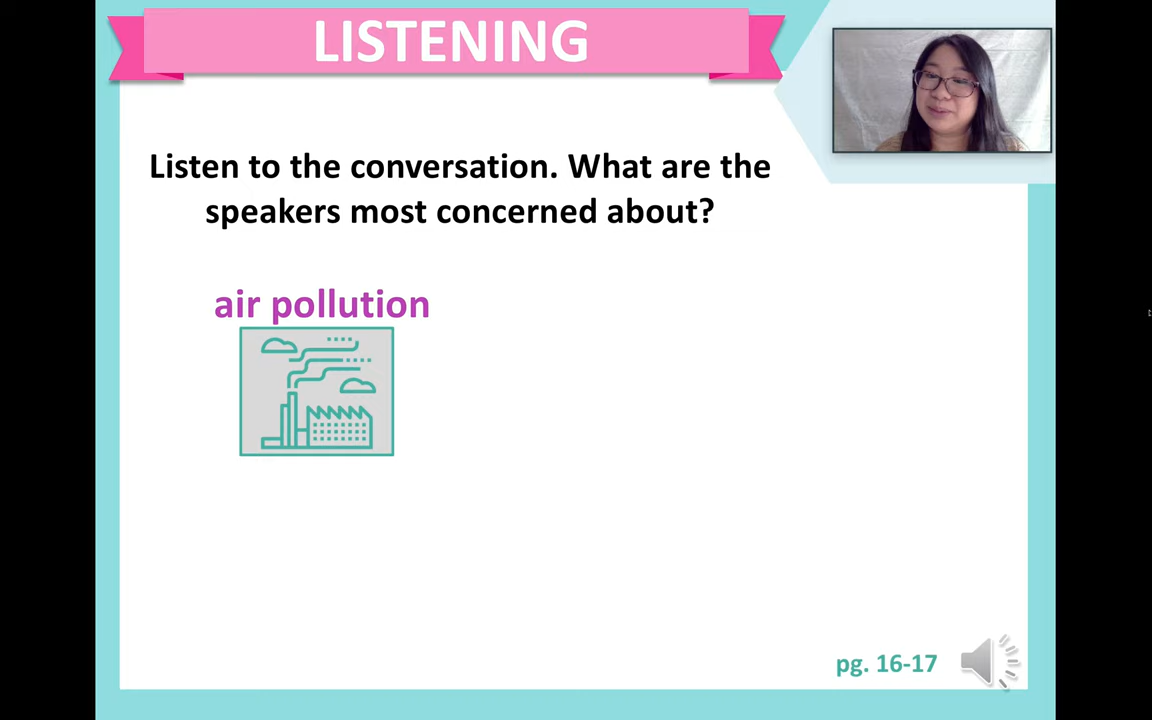 LISTENING
Listen to the conversation. What are the
speakers most concerned about?
air pollution
pg. 16-17